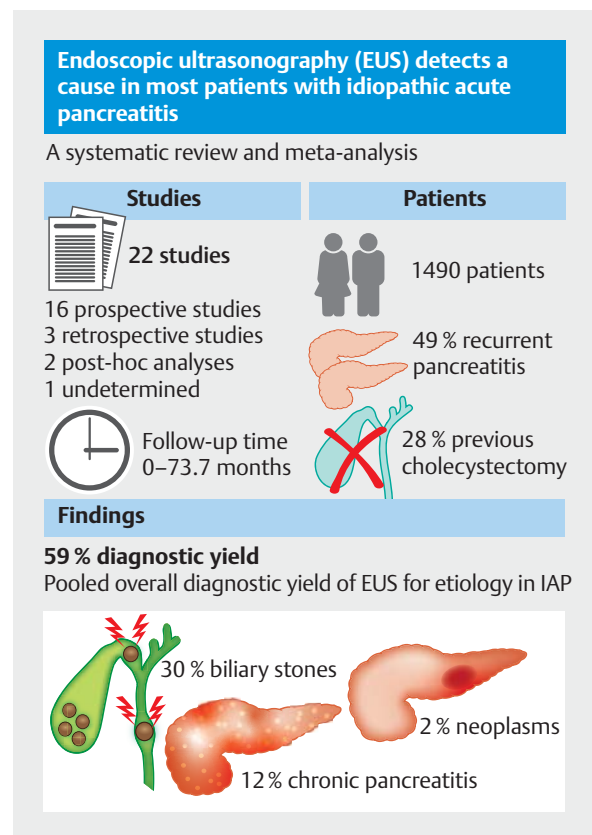 Endoscopic ultrasonography (EUS) detects a
cause in most patients with idiopathic acute
pancreatitis
A systematic review and meta-analysis
Studies
22 studies
16 prospective studies
3 retrospective studies
2 post-hoc analyses
1 undetermined
Follow-up time
0–73.7 months
Patients
1490 patients
49 % recurrent
pancreatitis
28 % previous
cholecystectomy
Findings
59 % diagnostic yield
Pooled overall diagnostic yield of EUS for etiology in IAP
30 % biliary stones
2 % neoplasms
12 % chronic pancreatitis